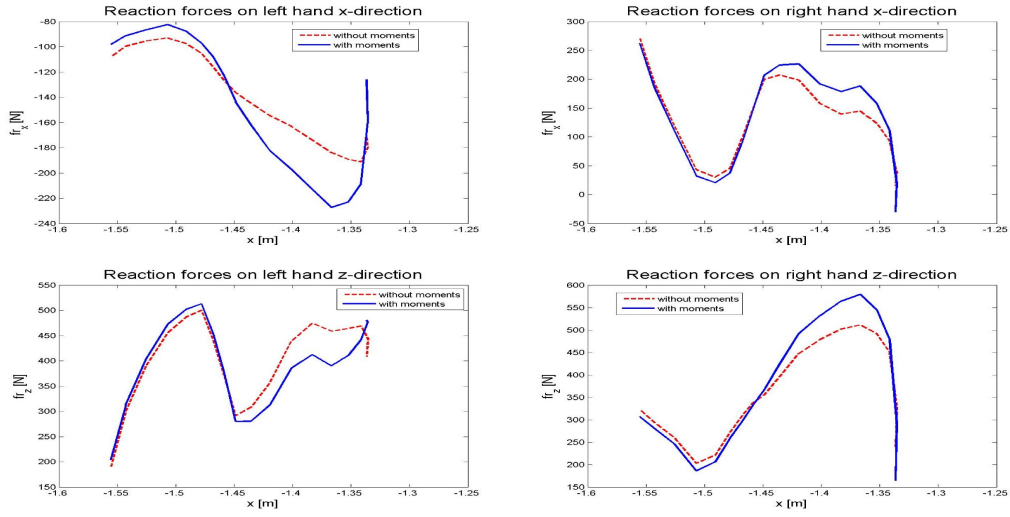 Reaction forces on left hand x-direction
-80
-100
-120
-140
-160
-180
-200
-220
-240
fr_x [N]
without moments
with moments
-1.6 -1.55 -1.5 -1.45 -1.4 -1.35 -1.3 -1.25
x [m]
Reaction forces on right hand x-direction
300
250
200
150
100
50
0
-50
fr_x [N]
without moments
with moments
-1.6 -1.55 -1.5 -1.45 -1.4 -1.35 -1.3 -1.25
x [m]
Reaction forces on left hand z-direction
550
500
450
400
350
300
250
200
150
fr_z [N]
without moments
with moments
-1.6 -1.55 -1.5 -1.45 -1.4 -1.35 -1.3 -1.25
x [m]
Reaction forces on right hand z-direction
600
550
500
450
400
350
300
250
200
150
fr_z [N]
without moments
with moments
-1.6 -1.55 -1.5 -1.45 -1.4 -1.35 -1.3 -1.25
x [m]